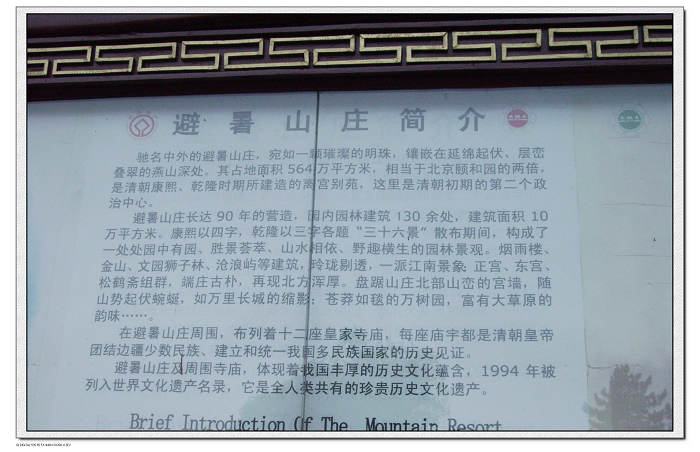 避暑山庄简介
驰名中外的避暑山庄，宛如一颗璀璨的明珠，镶嵌在延绵起伏、层峦
叠翠的燕山深处。其占地面积 564 万平方米，相当于北京颐和园的两倍，
是清朝康熙、乾隆时期所建造的离宫别苑，这里是清朝初期的第二个政
治中心。
避暑山庄长达 90 年的营造，园内园林建筑 130 余处，建筑面积 10
万平方米。康熙以四字，乾隆以三字各题“三十六景”散布期间，构成了
一处处园中有园、胜景荟萃、山水相依、野趣横生的园林景观。烟雨楼、
金山、文园狮子林、沧浪屿等建筑，玲珑剔透，一派江南景象；正宫、东宫、
松鹤斋组群，端庄古朴，再现北方浑厚。盘踞山庄北部山峦的宫墙，随
山势起伏蜿蜒，如万里长城的缩影；苍莽如毯的万树园，富有大草原的
韵味……。
在避暑山庄周围，布列着十二座皇家寺庙，每座庙宇都是清朝皇帝
团结边疆少数民族、建立和统一我国多民族国家的历史见证。
避暑山庄及周围寺庙，体现着我国丰厚的历史文化蕴含，1994 年被
列入世界文化遗产名录，它是全人类共有的珍贵历史文化遗产。
Brief Introduction Of The Mountain Resort